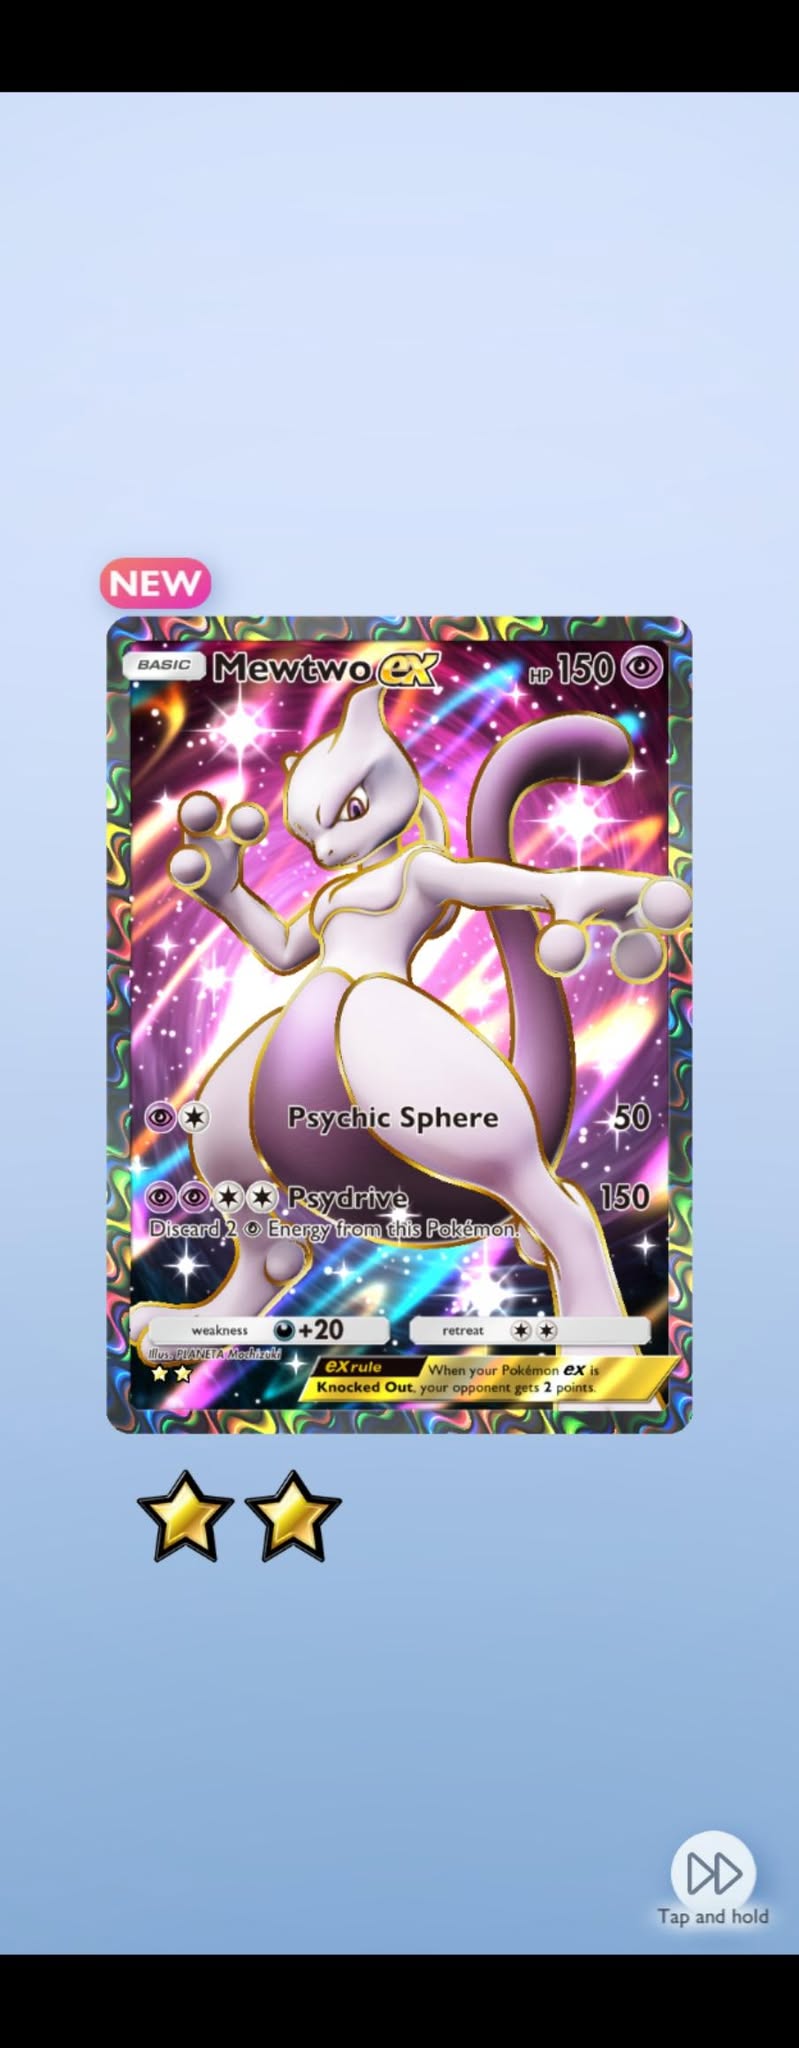 NEW
BASIC Mewtwo ex HP 150
Psychic Sphere 50
Psydrive 150
Discard 2 Energy from this Pokémon.
weakness +20 retreat
Illus. PLANETA Mochizuki
ex rule When your Pokémon ex is
Knocked Out, your opponent gets 2 points.
Tap and hold